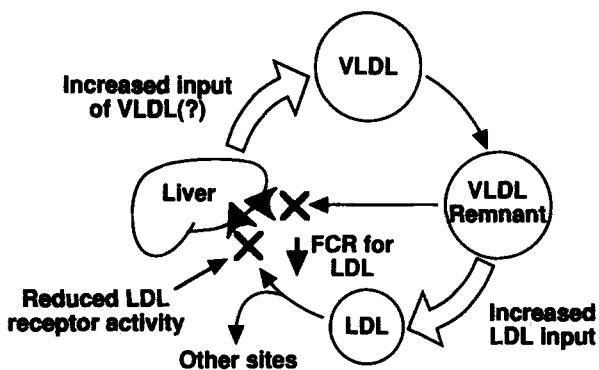 VLDL
Increased input
of VLDL(?)
Liver
VLDL
Remnant
FCR for
LDL
Reduced LDL
receptor activity
LDL
Increased
LDL input
Other sites